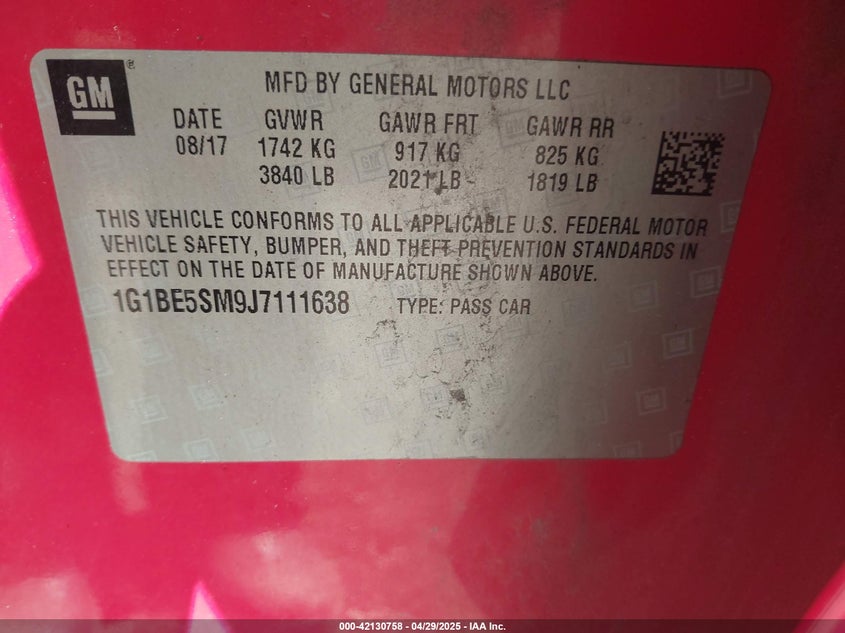 GM®
MFD BY GENERAL MOTORS LLC
DATE GVWR GAWR FRT GAWR RR
08/17 1742 KG 917 KG 825 KG
3840 LB 2021 LB 1819 LB
THIS VEHICLE CONFORMS TO ALL APPLICABLE U.S. FEDERAL MOTOR
VEHICLE SAFETY, BUMPER, AND THEFT PREVENTION STANDARDS IN
EFFECT ON THE DATE OF MANUFACTURE SHOWN ABOVE.
1G1BE5SM9J7111638 TYPE: PASS CAR
000-42130758 - 04/29/2025 - IAA Inc.